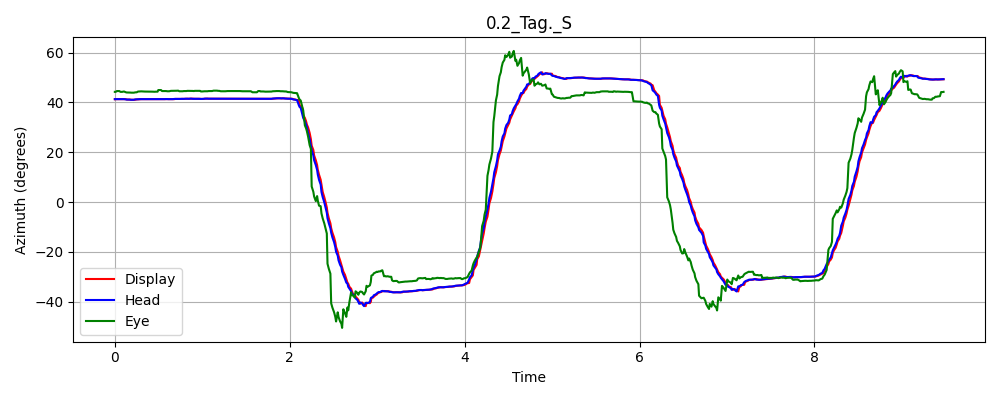 0.2_Tag._S
Azimuth (degrees)
60
40
20
0
−20
−40
Display
Head
Eye
0 2 4 6 8
Time